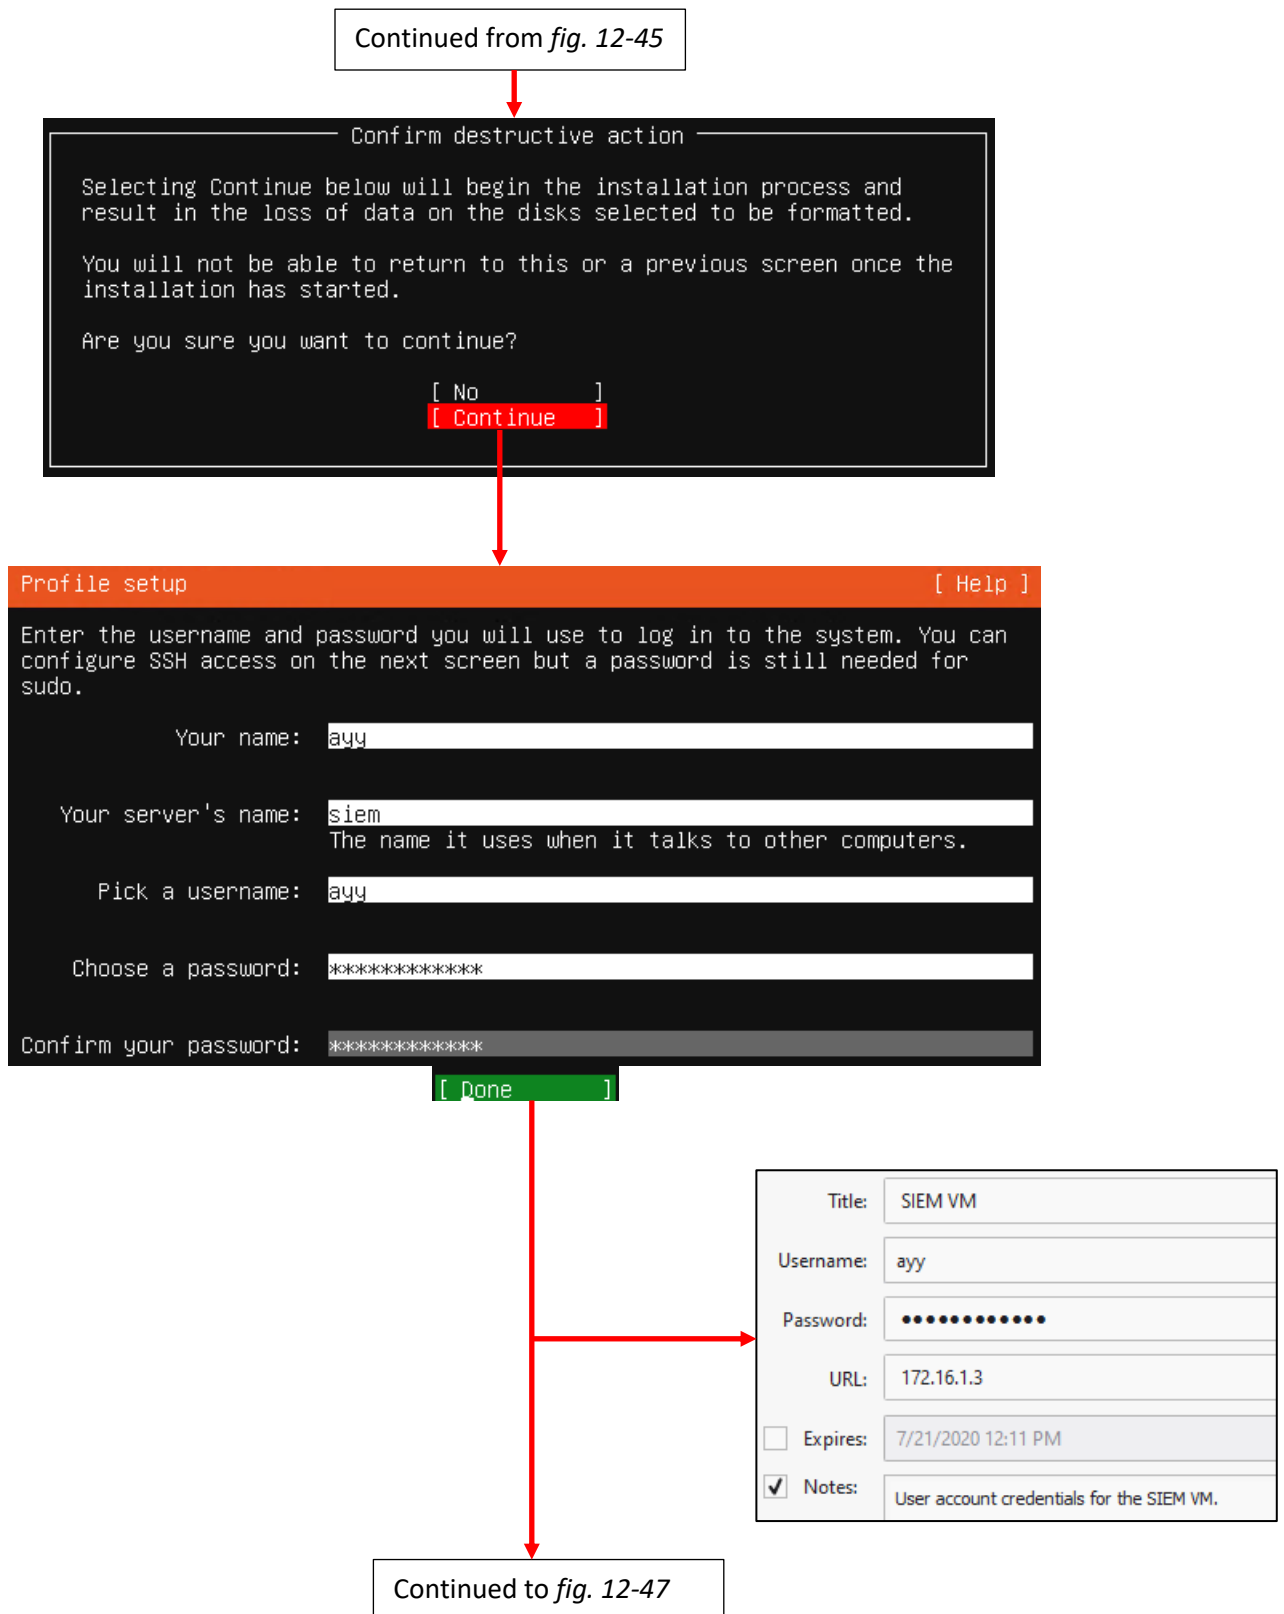 Continued from fig. 12-45
Confirm destructive action
Selecting Continue below will begin the installation process and
result in the loss of data on the disks selected to be formatted.
You will not be able to return to this or a previous screen once the
installation has started.
Are you sure you want to continue?
[ No ]
[ Continue ]
Profile setup [ Help ]
Enter the username and password you will use to log in to the system. You can
configure SSH access on the next screen but a password is still needed for
sudo.
Your name: ayy
Your server's name: siem
The name it uses when it talks to other computers.
Pick a username: ayy
Choose a password: ************
Confirm your password: ************
[ Done ]
Title: SIEM VM
Username: ayy
Password: ●●●●●●●●●●●●
URL: 172.16.1.3
Expires: 7/21/2020 12:11 PM
Notes: User account credentials for the SIEM VM.
Continued to fig. 12-47